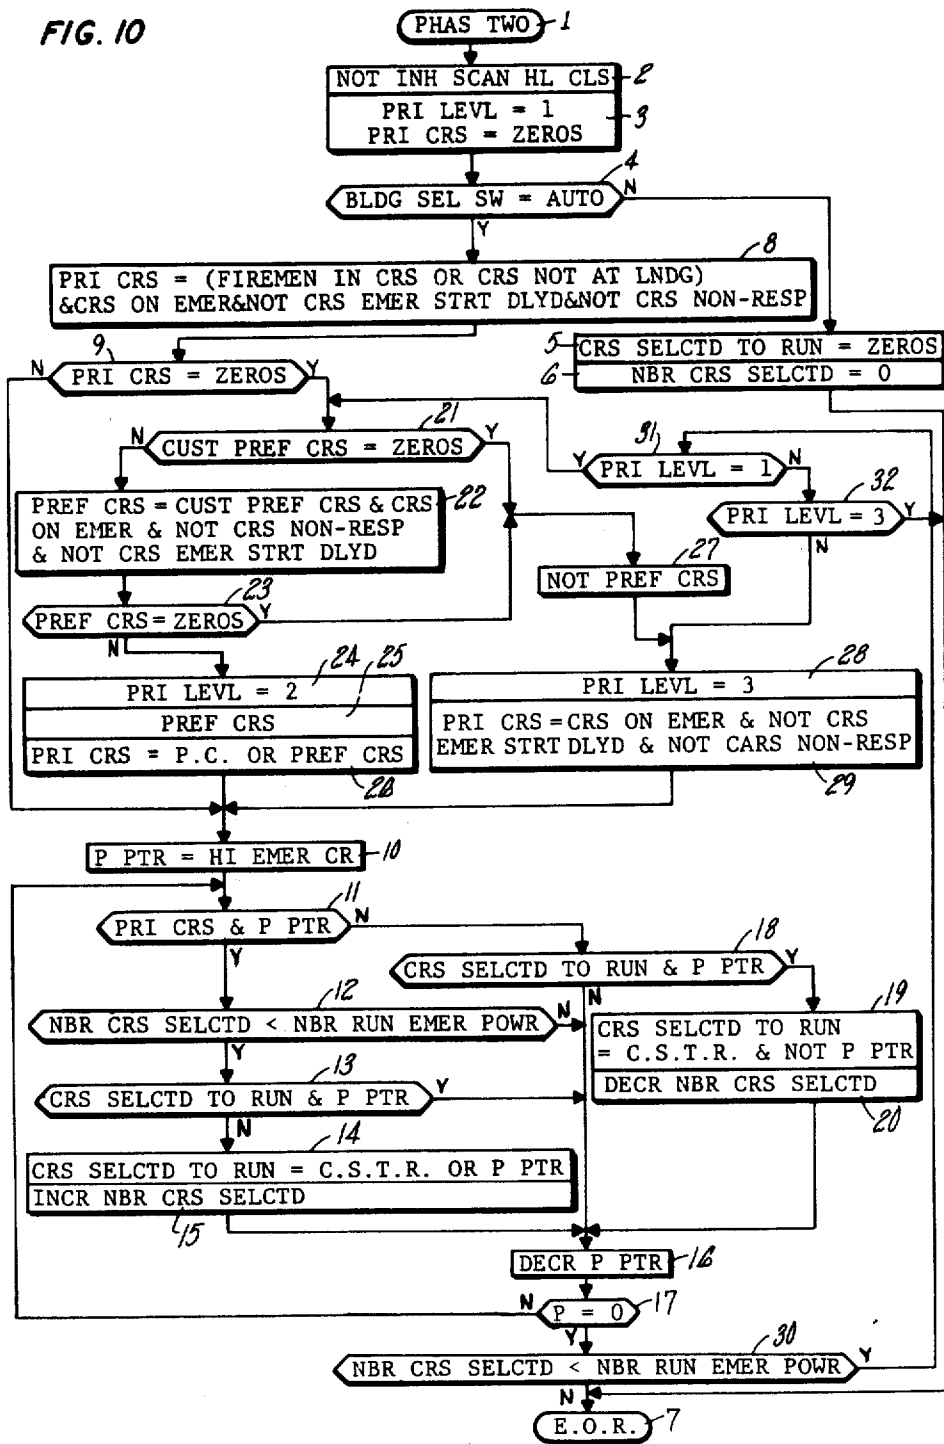 FIG. 10
PHAS TWO 1
NOT INH SCAN HL CLS 2
PRI LEVL = 1
PRI CRS = ZEROS 3
4
BLDG SEL SW = AUTO N
Y
8
PRI CRS = (FIREMEN IN CRS OR CRS NOT AT LNDG)
&CRS ON EMER&NOT CRS EMER STRT DLYD&NOT CRS NON-RESP
5 CRS SELCTD TO RUN = ZEROS
6 NBR CRS SELCTD = 0
9
N PRI CRS = ZEROS Y
21
N CUST PREF CRS = ZEROS Y
31
Y PRI LEVL = 1 N
32
PRI LEVL = 3 Y
N
PREF CRS = CUST PREF CRS & CRS 22
ON EMER & NOT CRS NON-RESP
& NOT CRS EMER STRT DLYD
27
NOT PREF CRS
23
PREF CRS = ZEROS Y
N
24 25
PRI LEVL = 2
PREF CRS
PRI CRS = P.C. OR PREF CRS
26
28
PRI LEVL = 3
PRI CRS = CRS ON EMER & NOT CRS
EMER STRT DLYD & NOT CARS NON-RESP
29
P PTR = HI EMER CR 10
11
PRI CRS & P PTR N
Y
18
CRS SELCTD TO RUN & P PTR Y
N
12
NBR CRS SELCTD < NBR RUN EMER POWR N
Y
19
CRS SELCTD TO RUN
= C.S.T.R. & NOT P PTR
DECR NBR CRS SELCTD
20
13
CRS SELCTD TO RUN & P PTR Y
N
14
CRS SELCTD TO RUN = C.S.T.R. OR P PTR
INCR NBR CRS SELCTD
15
DECR P PTR 16
N P = 0 17
Y
30
NBR CRS SELCTD < NBR RUN EMER POWR Y
N
E.O.R. 7